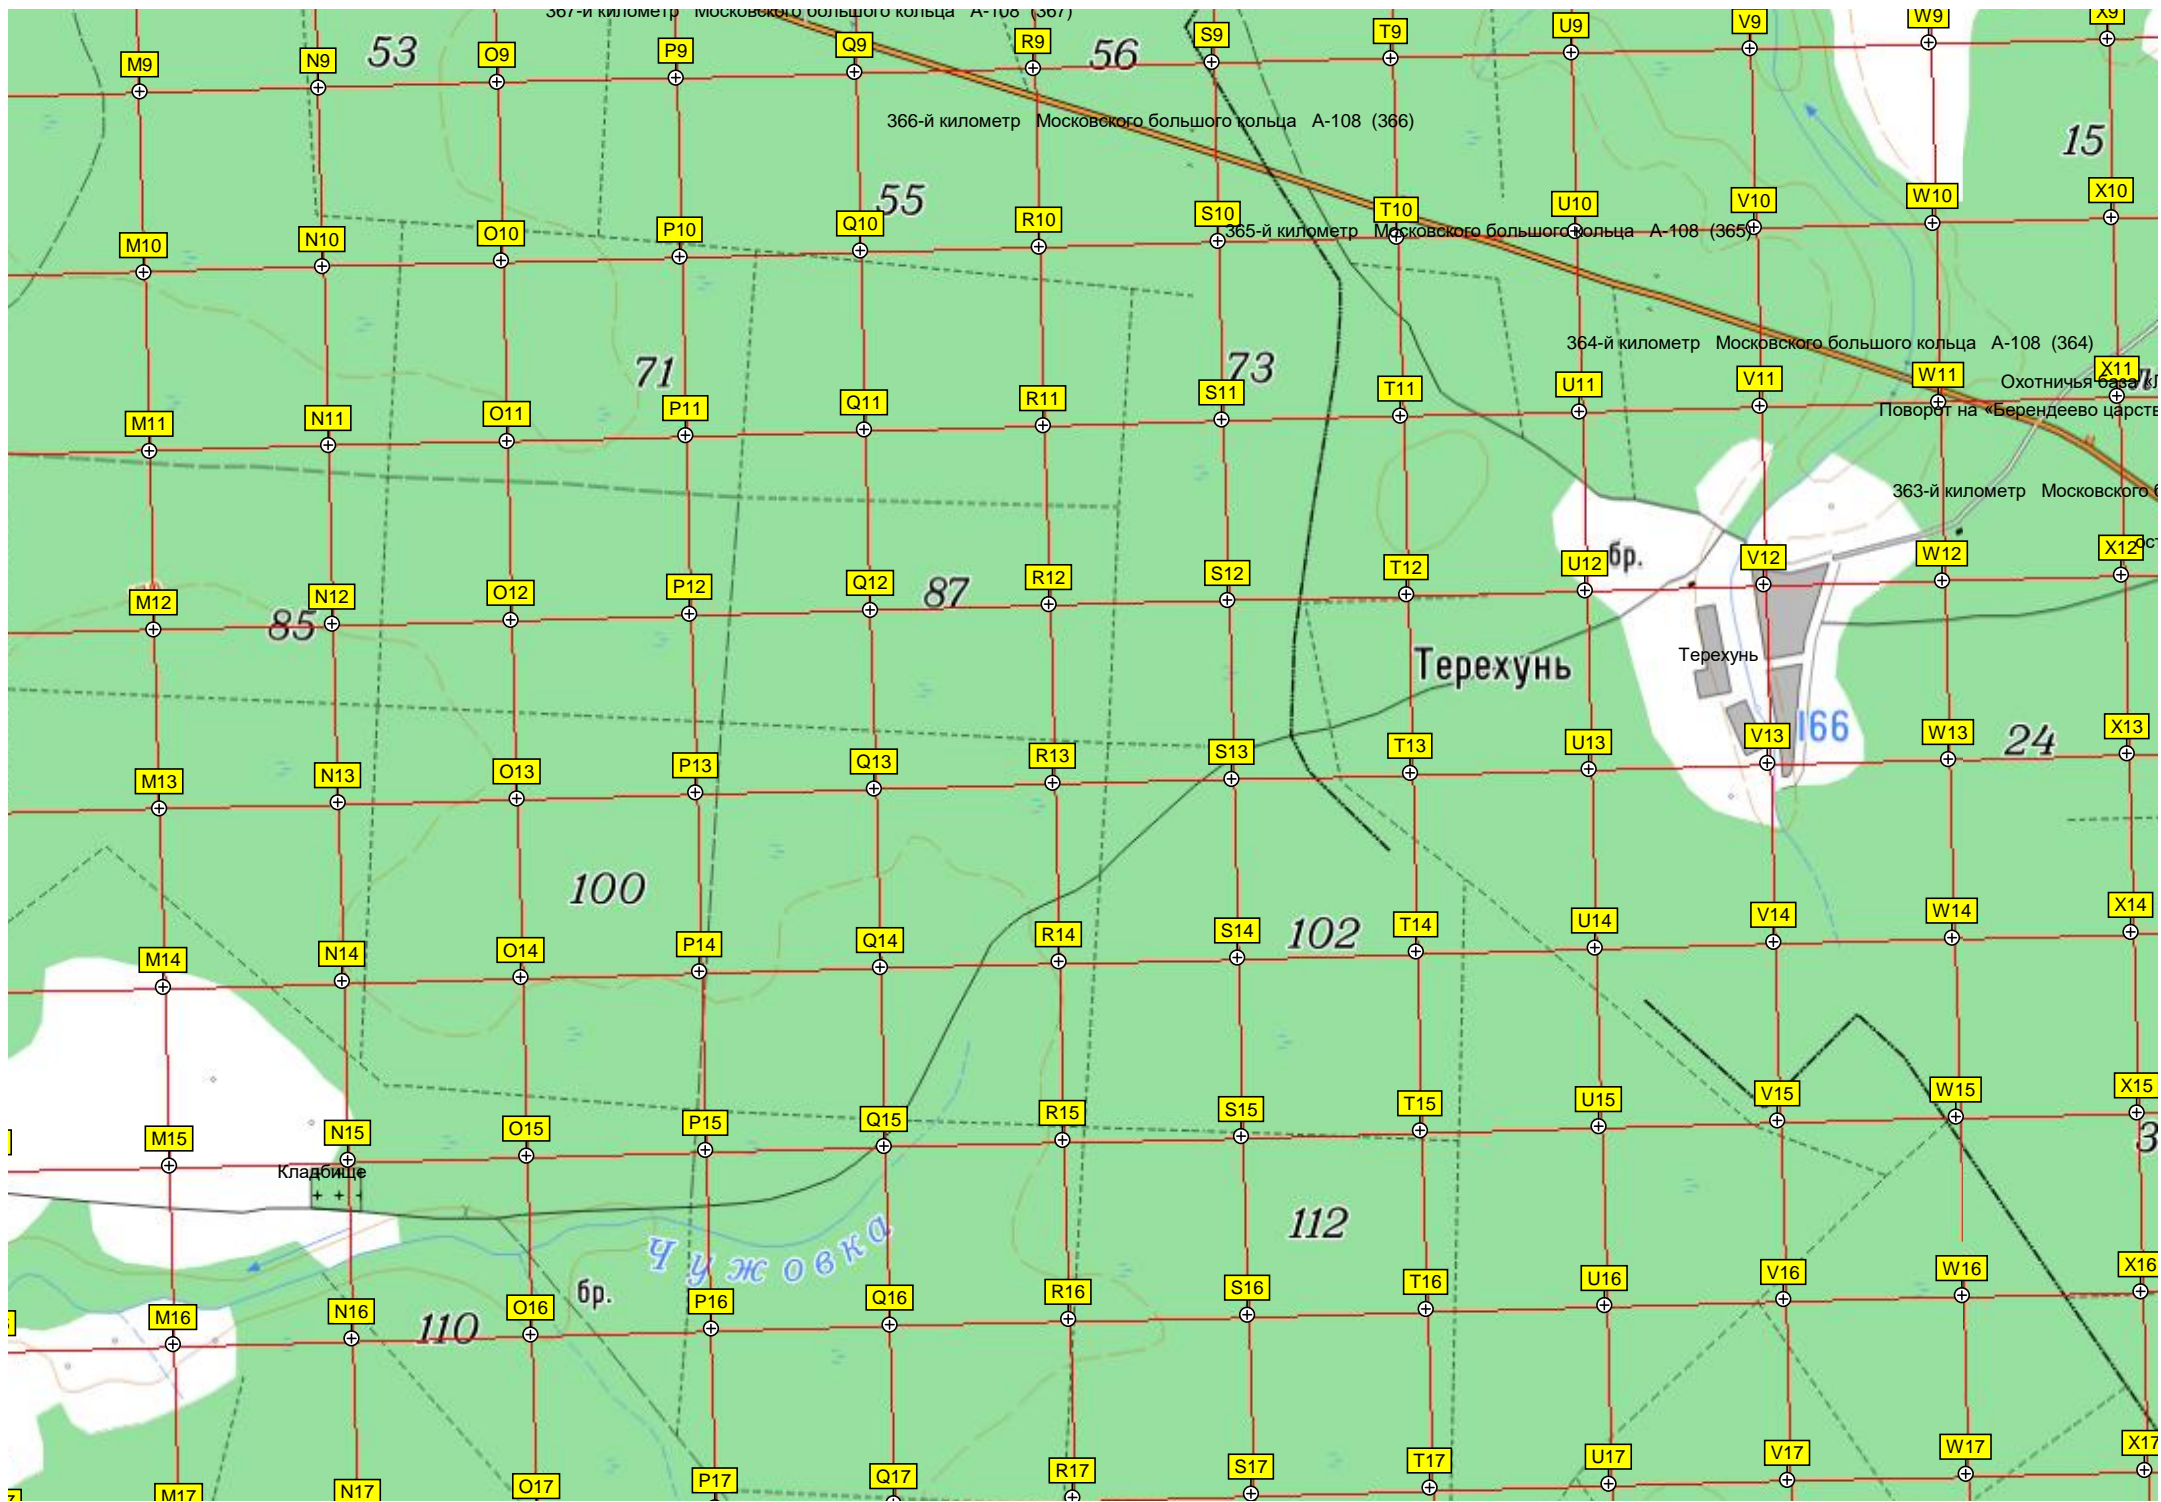 367-й километр Московского большого кольца А-108 (367)
M9 N9 O9 P9 Q9 R9 S9 T9 U9 V9 W9 X9
53 56
366-й километр Московского большого кольца А-108 (366)
15
55
M10 N10 O10 P10 Q10 R10 S10 T10 U10 V10 W10 X10
365-й километр Московского большого кольца А-108 (365)
364-й километр Московского большого кольца А-108 (364)
71 73
Охотничья база
M11 N11 O11 P11 Q11 R11 S11 T11 U11 V11 W11 X11
Поворот на «Берендеево царств
363-й километр Московского
бр.
M12 N12 O12 P12 Q12 R12 S12 T12 U12 V12 W12 X12
85 87
Терехунь
Терехунь
166
24
M13 N13 O13 P13 Q13 R13 S13 T13 U13 V13 W13 X13
100
102
M14 N14 O14 P14 Q14 R14 S14 T14 U14 V14 W14 X14
M15 N15 O15 P15 Q15 R15 S15 T15 U15 V15 W15 X15
3
Кладбище
112
Чужовка
бр.
M16 N16 O16 P16 Q16 R16 S16 T16 U16 V16 W16 X16
110
M17 N17 O17 P17 Q17 R17 S17 T17 U17 V17 W17 X17